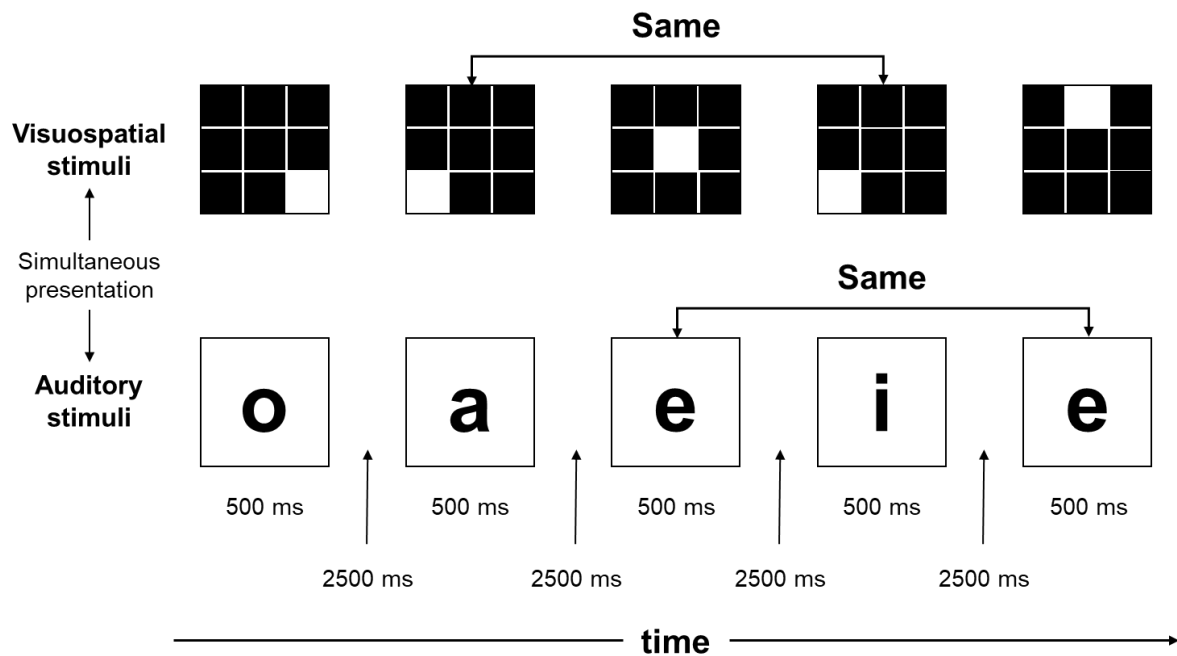 Same
Visuospatial
stimuli
Simultaneous
presentation
Same
Auditory
stimuli
o a e i e
500 ms 500 ms 500 ms 500 ms 500 ms
2500 ms 2500 ms 2500 ms 2500 ms
time